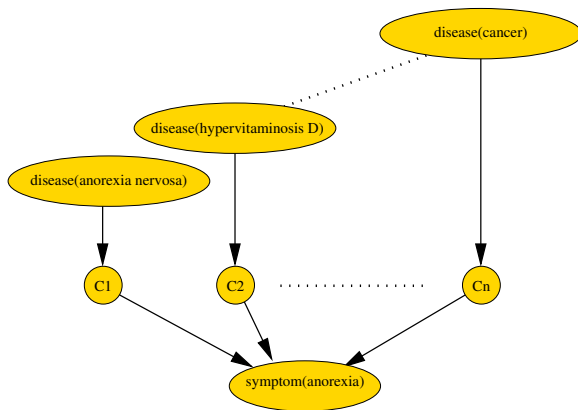 disease(cancer)
disease(hypervitaminosis D)
disease(anorexia nervosa)
C1
C2
Cn
symptom(anorexia)